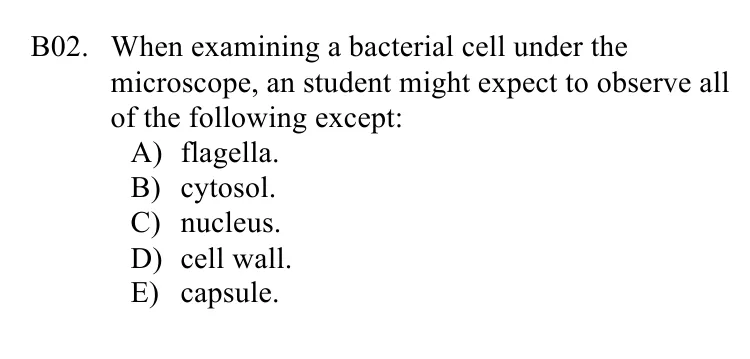 B02. When examining a bacterial cell under the
microscope, an student might expect to observe all
of the following except:
A) flagella.
B) cytosol.
C) nucleus.
D) cell wall.
E) capsule.